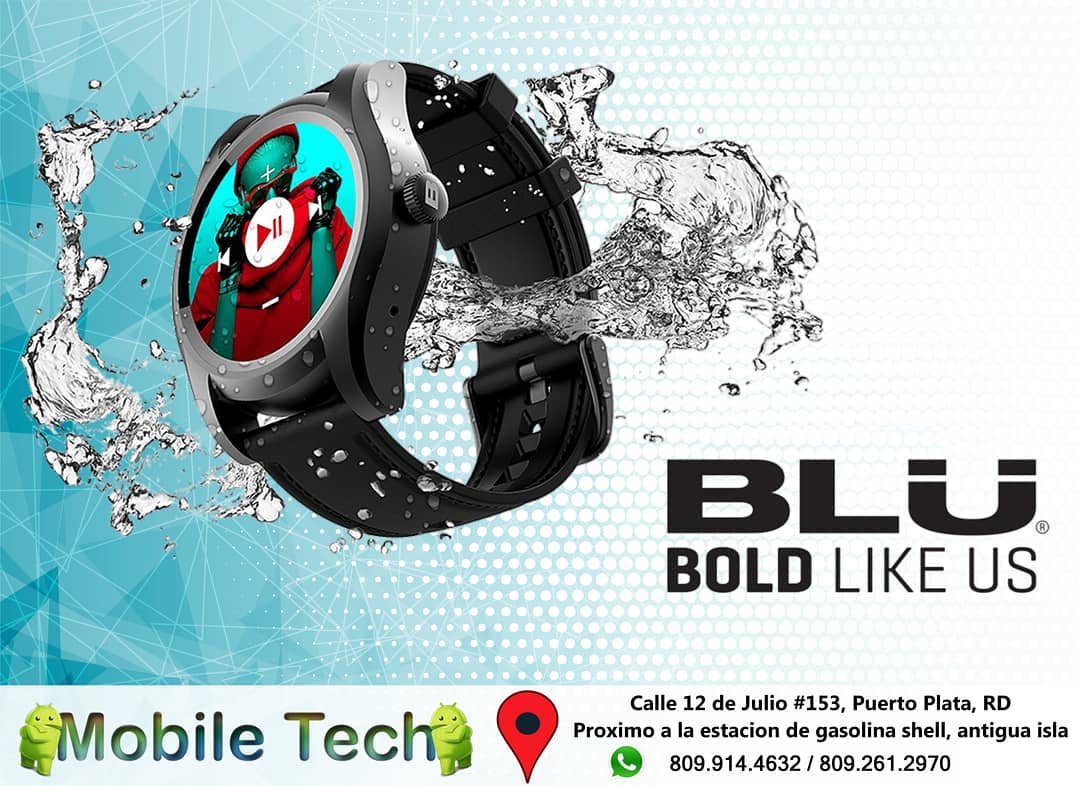 BLU®
BOLD LIKE US
Mobile Tech
Calle 12 de Julio #153, Puerto Plata, RD
Proximo a la estacion de gasolina shell, antigua isla
809.914.4632 / 809.261.2970